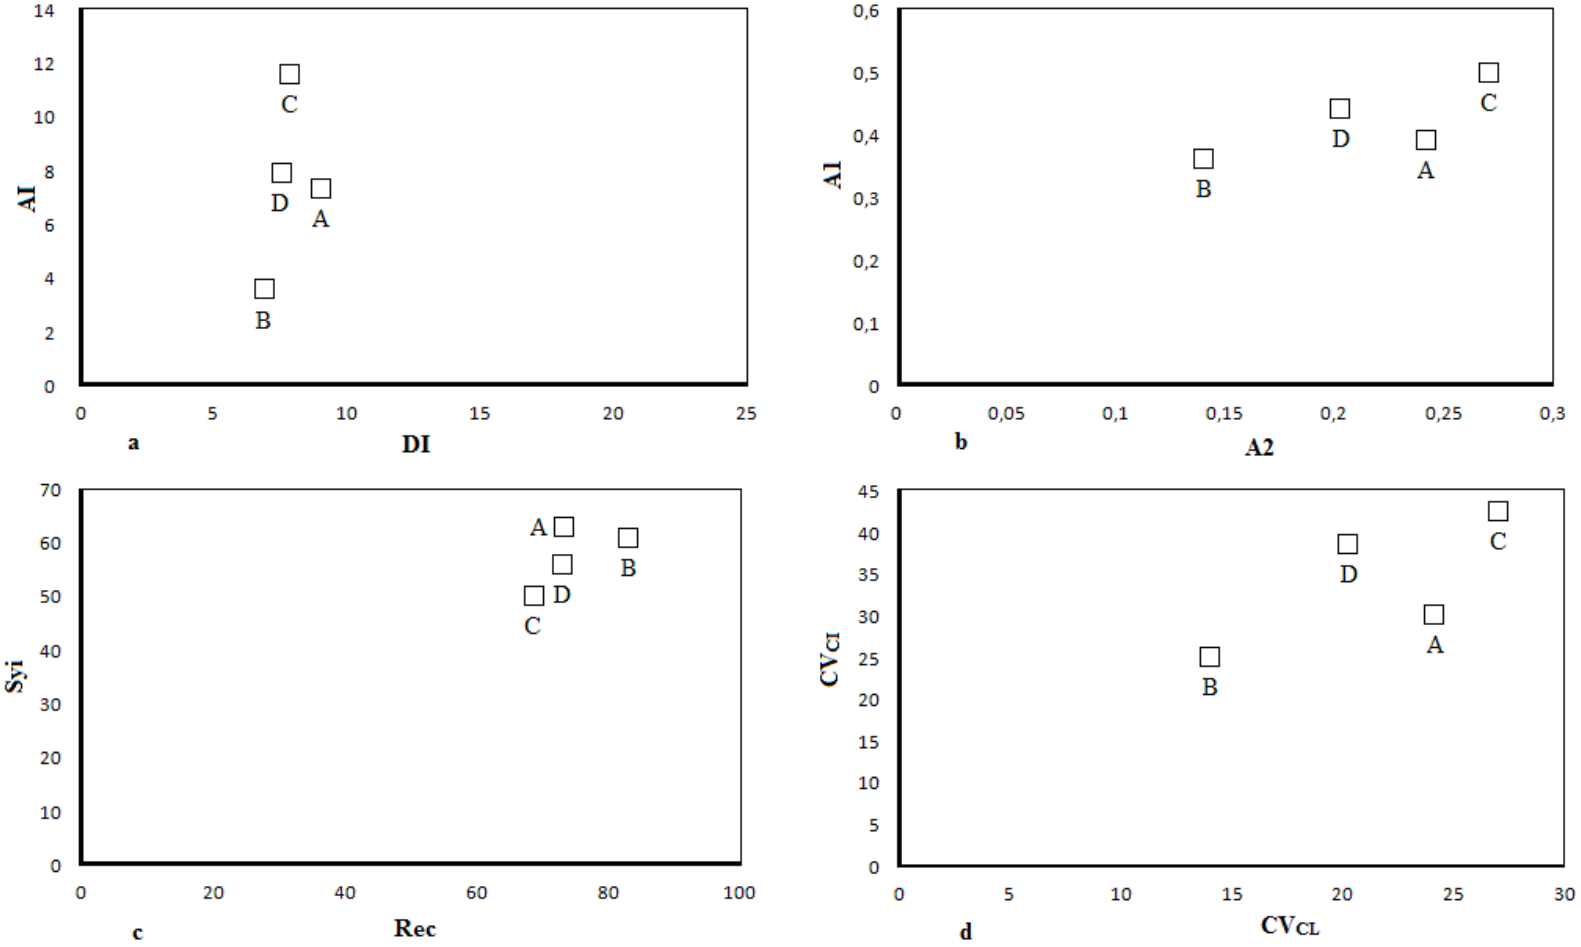 14
12
10
8
6
4
2
0
AI
C
D
A
B
0 5 10 15 20 25
a DI
0,6
0,5
0,4
0,3
0,2
0,1
0
A1
C
D
A
B
0 0,05 0,1 0,15 0,2 0,25 0,3
b A2
70
60
50
40
30
20
10
0
Syi
A
B
D
C
0 20 40 60 80 100
c Rec
45
40
35
30
25
20
15
10
5
0
CVCI
C
D
A
B
0 5 10 15 20 25 30
d CVCL